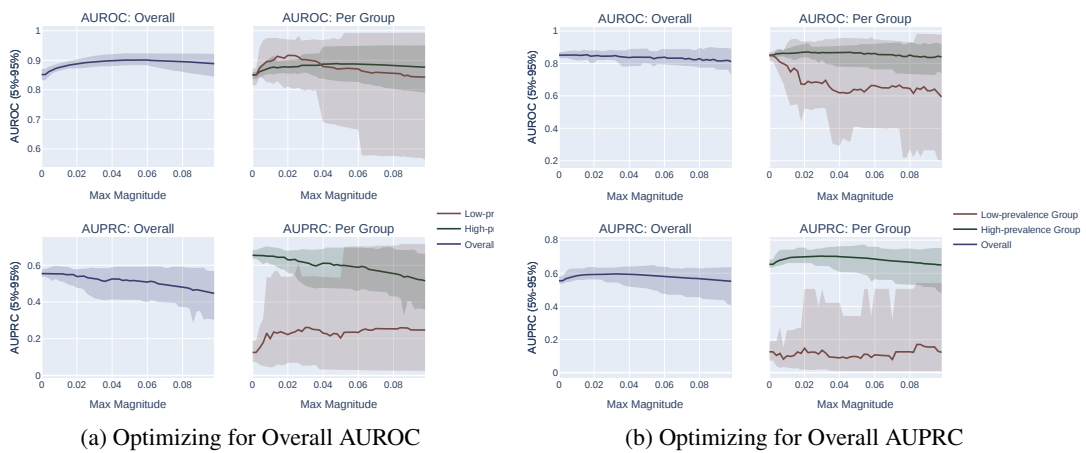 AUROC: Overall
AUROC: Per Group
AUROC (5%-95%)
1
0.9
0.8
0.7
0.6
0 0.02 0.04 0.06 0.08
0 0.02 0.04 0.06 0.08
Max Magnitude
Max Magnitude
AUPRC: Overall
AUPRC: Per Group
AUPRC (5%-95%)
0.6
0.4
0.2
0
0 0.02 0.04 0.06 0.08
0 0.02 0.04 0.06 0.08
Max Magnitude
Max Magnitude
Low-pr
High-pr
Overall
(a) Optimizing for Overall AUROC
AUROC: Overall
AUROC: Per Group
AUROC (5%-95%)
1
0.8
0.6
0.4
0.2
0 0.02 0.04 0.06 0.08
0 0.02 0.04 0.06 0.08
Max Magnitude
Max Magnitude
AUPRC: Overall
AUPRC: Per Group
AUPRC (5%-95%)
0.8
0.6
0.4
0.2
0
0 0.02 0.04 0.06 0.08
0 0.02 0.04 0.06 0.08
Max Magnitude
Max Magnitude
Low-prevalence Group
High-prevalence Group
Overall
(b) Optimizing for Overall AUPRC